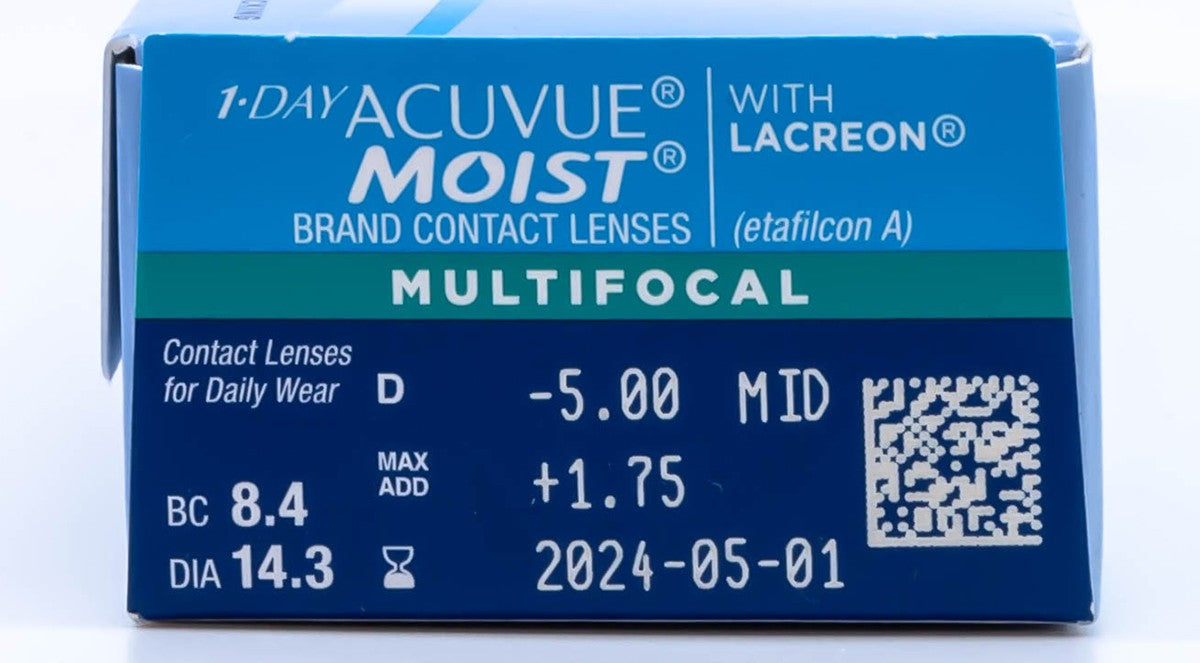 1·DAY ACUVUE®
MOIST®
BRAND CONTACT LENSES
WITH
LACREON®
(etafilcon A)
MULTIFOCAL
Contact Lenses
for Daily Wear
D -5.00 MID
MAX
ADD +1.75
BC 8.4
DIA 14.3
2024-05-01